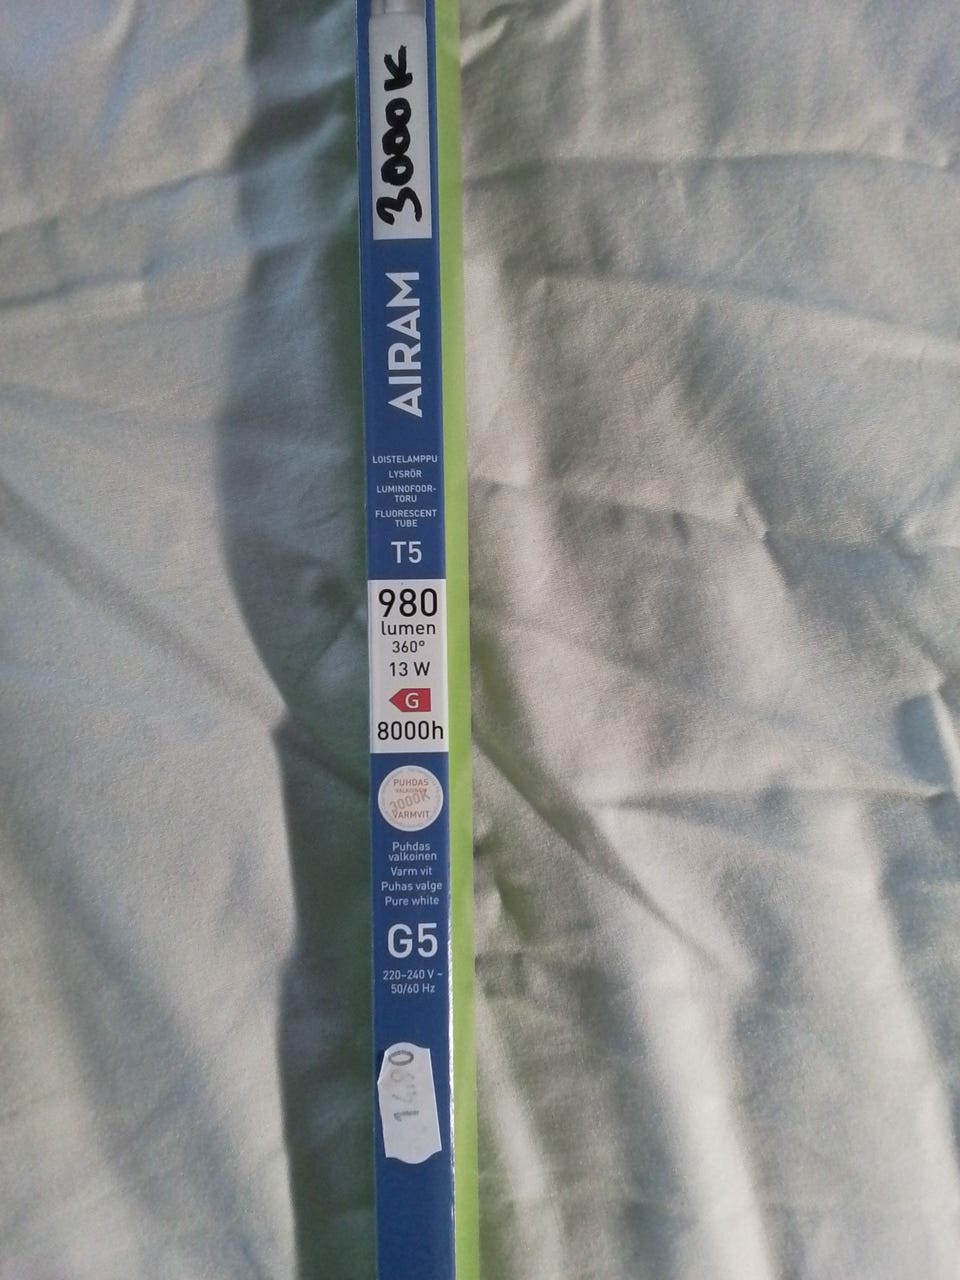 3000K
AIRAM
LOISTELAMPPU
LYSRÖR
LUMINOFOOR-
TORU
FLUORESCENT
TUBE
T5
980
lumen
360°
13 W
G
8000h
PUHDAS
VALKOINEN
3000K
VARMVIT
Puhdas
valkoinen
Varm vit
Puhas valge
Pure white
G5
220-240 V ~
50/60 Hz